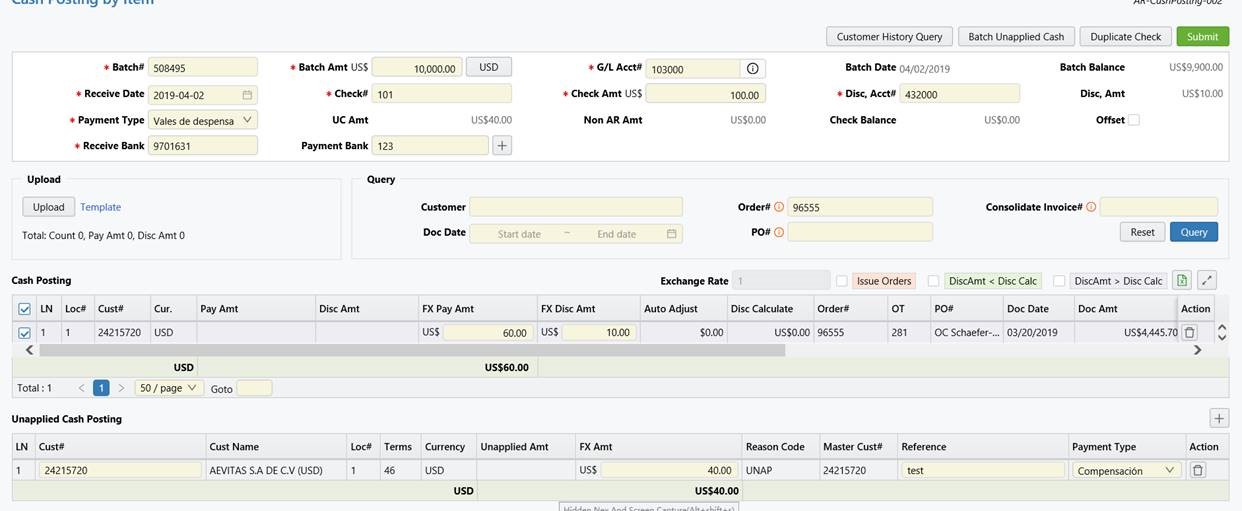 Cash Posting by Item AR-CashPosting-002
Customer History Query Batch Unapplied Cash Duplicate Check Submit
* Batch# 508495 * Batch Amt US$ 10,000.00 USD * G/L Acct# 103000 Batch Date 04/02/2019 Batch Balance US$9,900.00
* Receive Date 2019-04-02 * Check# 101 * Check Amt US$ 100.00 * Disc, Acct# 432000 Disc, Amt US$10.00
* Payment Type Vales de despensa UC Amt US$40.00 Non AR Amt US$0.00 Check Balance US$0.00 Offset
* Receive Bank 9701631 Payment Bank 123 +
Upload
Upload Template
Total: Count 0, Pay Amt 0, Disc Amt 0
Query
Customer Order# 96555 Consolidate Invoice#
Doc Date Start date ~ End date PO# Reset Query
Cash Posting Exchange Rate 1 Issue Orders DiscAmt < Disc Calc DiscAmt > Disc Calc
LN Loc# Cust# Cur. Pay Amt Disc Amt FX Pay Amt FX Disc Amt Auto Adjust Disc Calculate Order# OT PO# Doc Date Doc Amt Action
1 1 24215720 USD US$ 60.00 US$ 10.00 $0.00 US$0.00 96555 281 OC Schaefer-... 03/20/2019 US$4,445.70
USD US$60.00
Total : 1 < 1 > 50 / page Goto
Unapplied Cash Posting +
LN Cust# Cust Name Loc# Terms Currency Unapplied Amt FX Amt Reason Code Master Cust# Reference Payment Type Action
1 24215720 AEVITAS S.A DE C.V (USD) 1 46 USD US$ 40.00 UNAP 24215720 test Compensación
USD US$40.00
Hidden Nex And Screen Capture(Alt+shift+s)